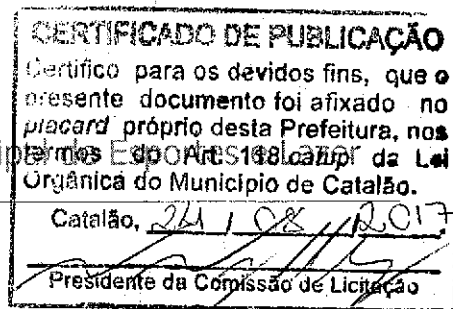 CERTIFICADO DE PUBLICAÇÃO
Certifico para os devidos fins, que o
presente documento foi afixado no
placard próprio desta Prefeitura, nos
termos do Art. 118 da Lei
Orgânica do Município de Catalão.
Catalão, 24 / 08 / 2017
Presidente da Comissão de Licitação